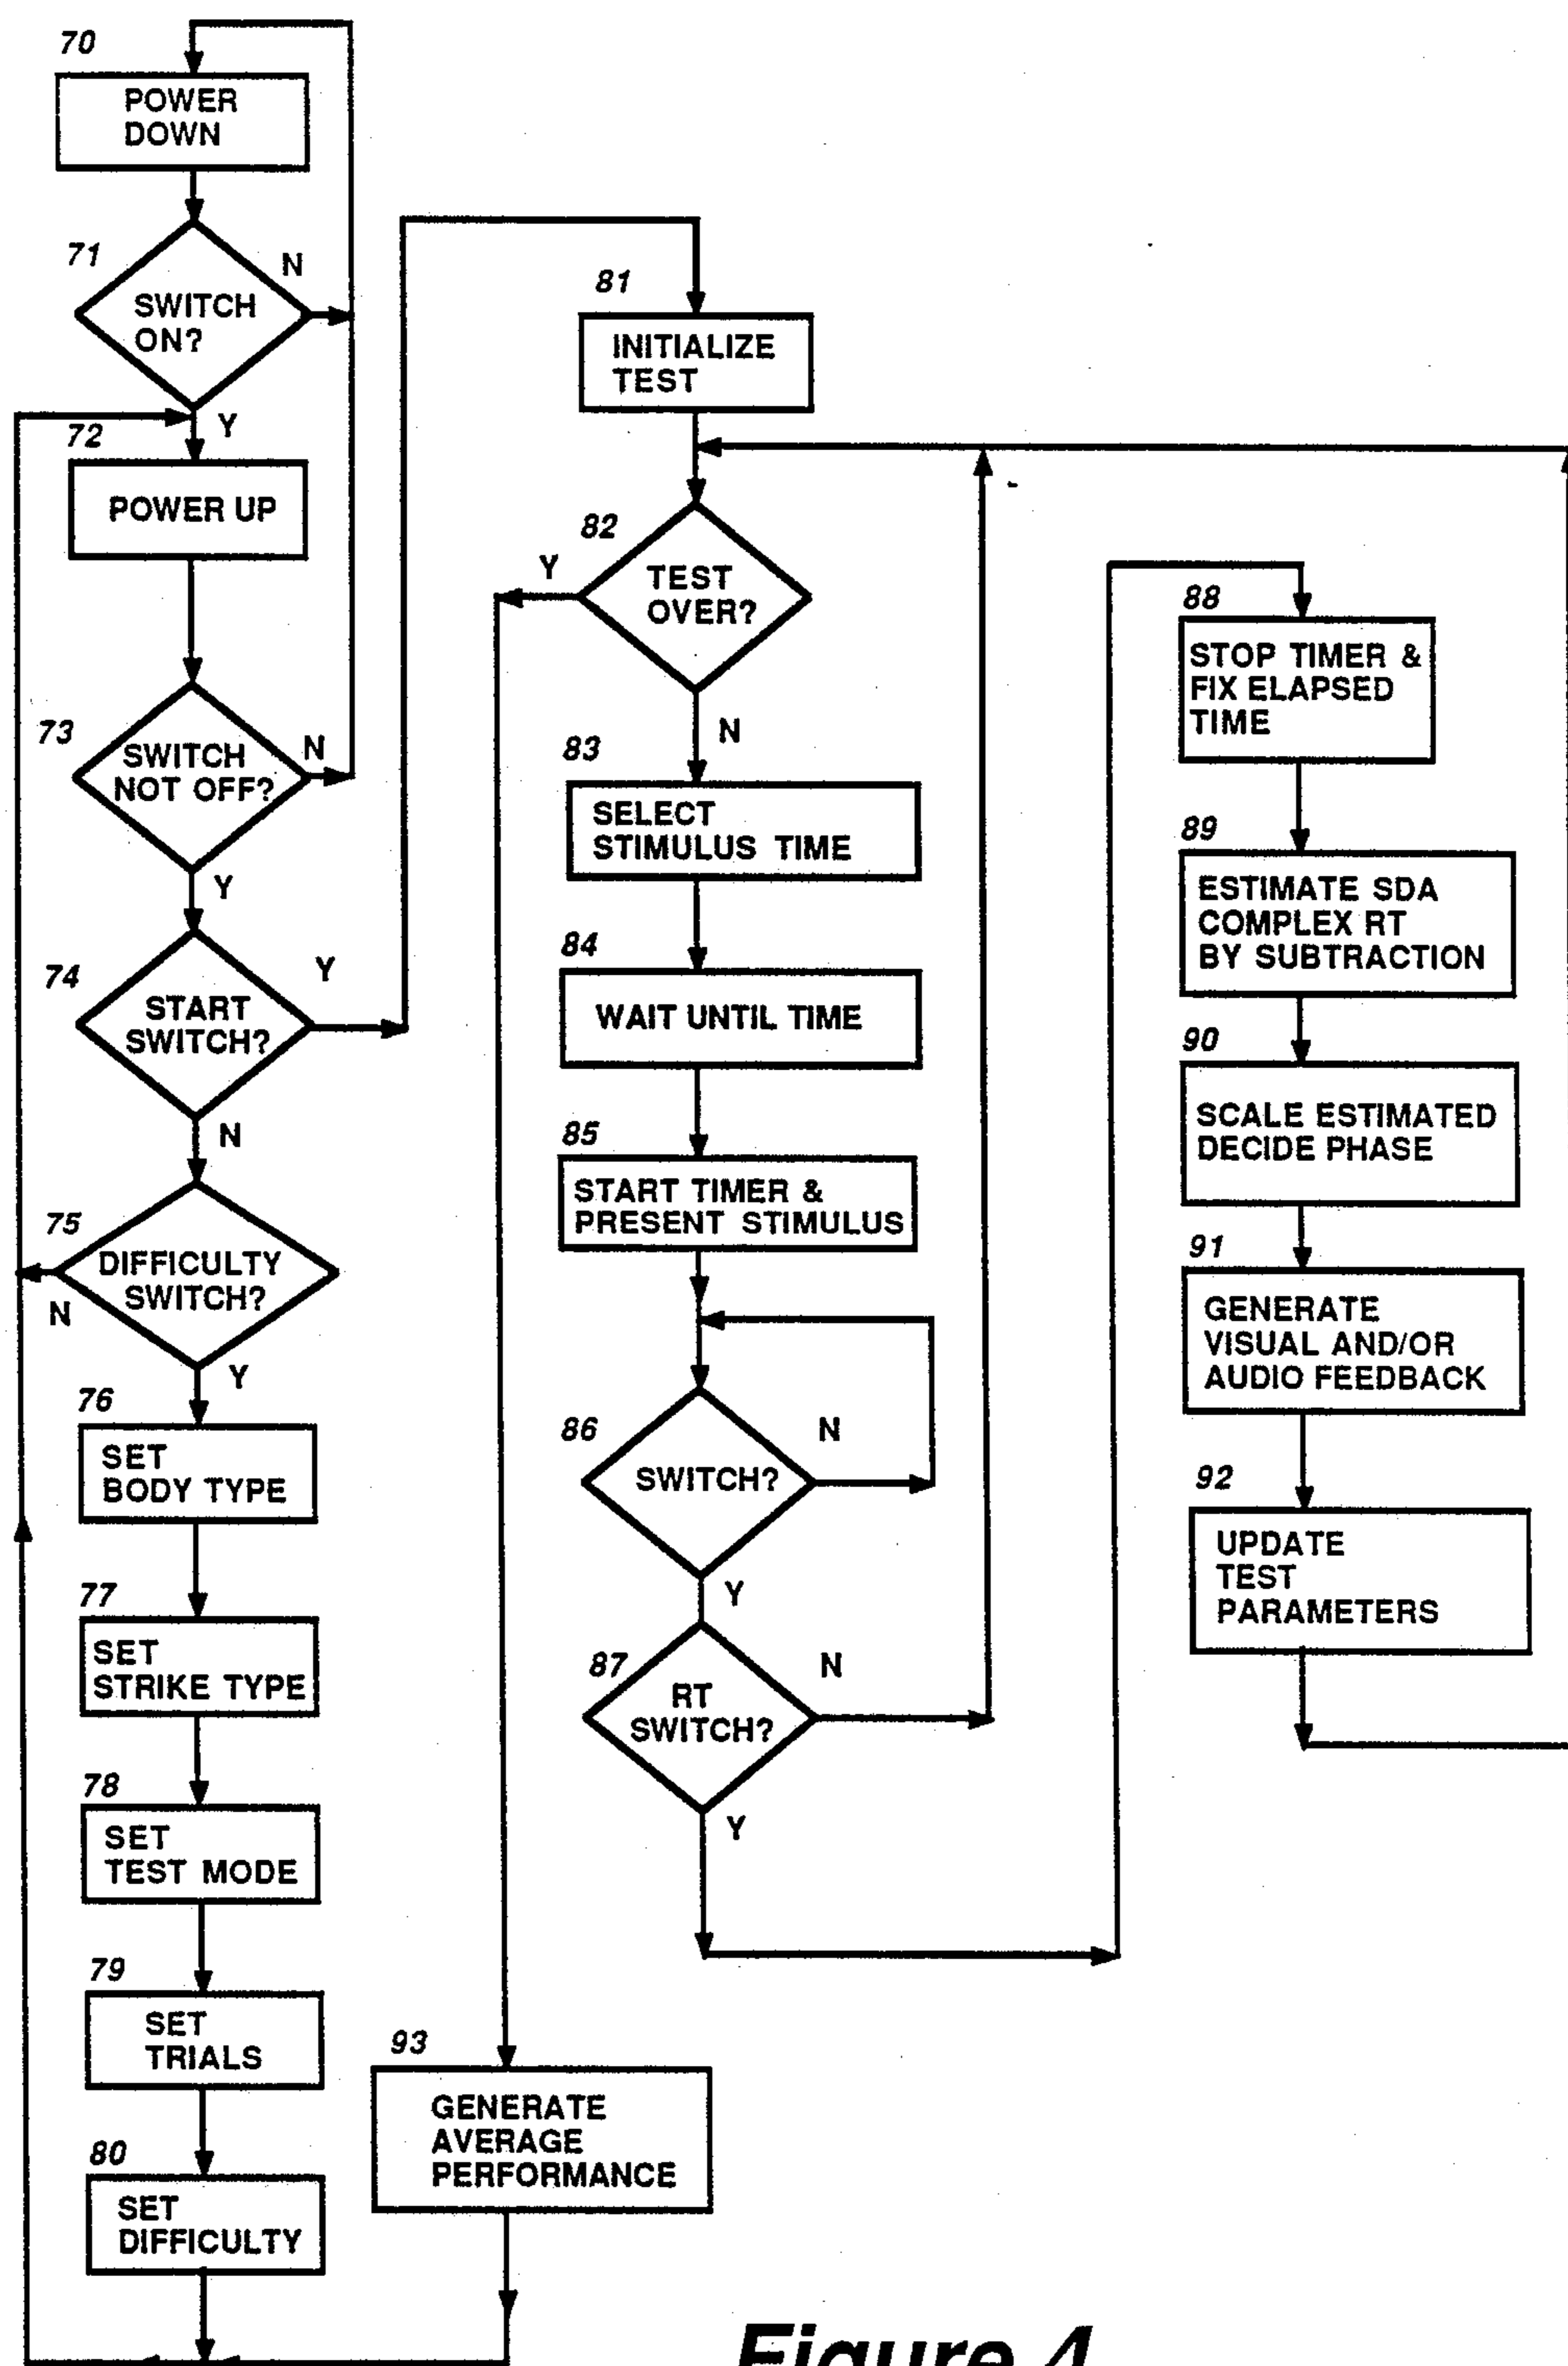 70
POWER
DOWN
71
N
SWITCH
ON?
Y
72
POWER UP
73
SWITCH
NOT OFF?
N
Y
74
Y
START
SWITCH?
N
75
DIFFICULTY
SWITCH?
N
Y
76
SET
BODY TYPE
77
SET
STRIKE TYPE
78
SET
TEST MODE
79
SET
TRIALS
80
SET
DIFFICULTY
81
INITIALIZE
TEST
82
Y
TEST
OVER?
N
83
SELECT
STIMULUS TIME
84
WAIT UNTIL TIME
85
START TIMER &
PRESENT STIMULUS
86
N
SWITCH?
Y
87
N
RT
SWITCH?
Y
88
STOP TIMER &
FIX ELAPSED
TIME
89
ESTIMATE SDA
COMPLEX RT
BY SUBTRACTION
90
SCALE ESTIMATED
DECIDE PHASE
91
GENERATE
VISUAL AND/OR
AUDIO FEEDBACK
92
UPDATE
TEST
PARAMETERS
93
GENERATE
AVERAGE
PERFORMANCE
Figure 4